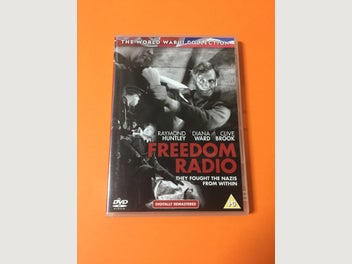 THE WORLD WAR II COLLECTION
RAYMOND DIANA CLIVE
HUNTLEY WARD BROOK
FREEDOM
RADIO
THEY FOUGHT THE NAZIS
FROM WITHIN
DVD
DIGITALLY REMASTERED
PG